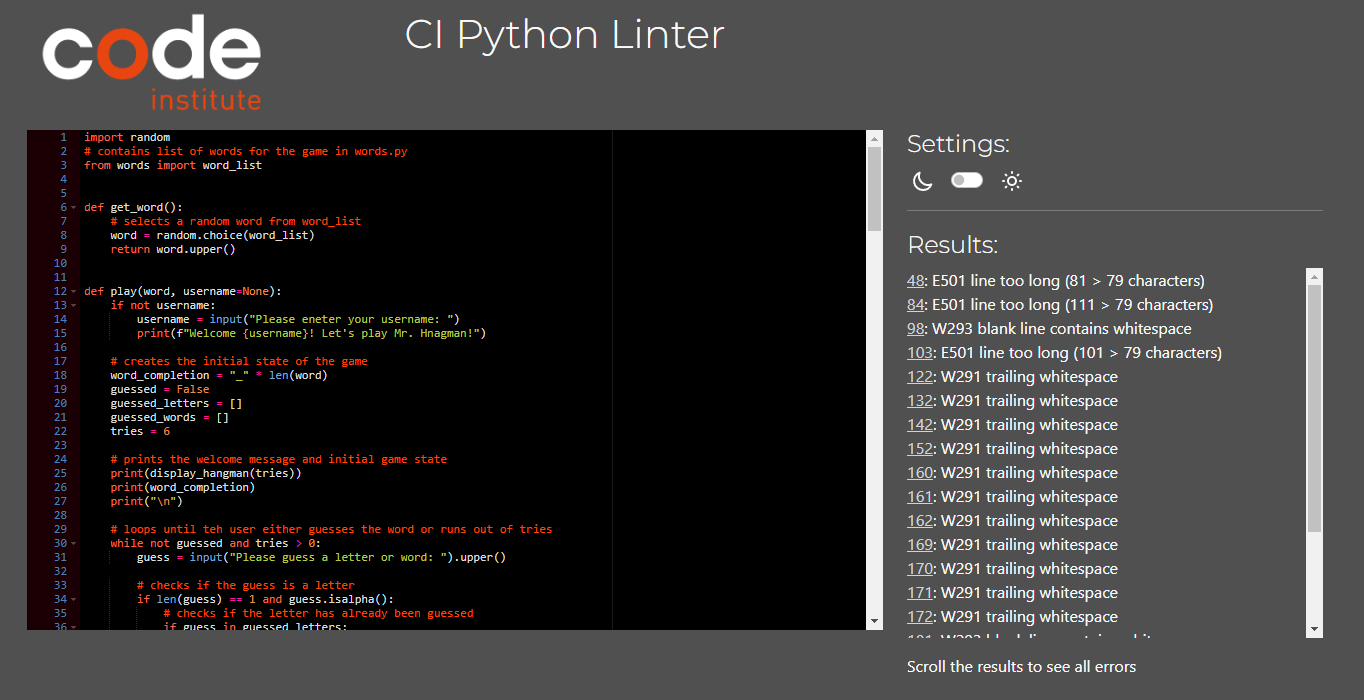 code
institute
CI Python Linter
1 import random
2 # contains list of words for the game in words.py
3 from words import word_list
4
5
6 def get_word():
7 # selects a random word from word_list
8 word = random.choice(word_list)
9 return word.upper()
10
11
12 def play(word, username=None):
13 if not username:
14 username = input("Please eneter your username: ")
15 print(f"Welcome {username}! Let's play Mr. Hnagman!")
16
17 # creates the initial state of the game
18 word_completion = "_" * len(word)
19 guessed = False
20 guessed_letters = []
21 guessed_words = []
22 tries = 6
23
24 # prints the welcome message and initial game state
25 print(display_hangman(tries))
26 print(word_completion)
27 print("\n")
28
29 # loops until teh user either guesses the word or runs out of tries
30 while not guessed and tries > 0:
31 guess = input("Please guess a letter or word: ").upper()
32
33 # checks if the guess is a letter
34 if len(guess) == 1 and guess.isalpha():
35 # checks if the letter has already been guessed
36 if guess in guessed_letters:
Settings:
Results:
48: E501 line too long (81 > 79 characters)
84: E501 line too long (111 > 79 characters)
98: W293 blank line contains whitespace
103: E501 line too long (101 > 79 characters)
122: W291 trailing whitespace
132: W291 trailing whitespace
142: W291 trailing whitespace
152: W291 trailing whitespace
160: W291 trailing whitespace
161: W291 trailing whitespace
162: W291 trailing whitespace
169: W291 trailing whitespace
170: W291 trailing whitespace
171: W291 trailing whitespace
172: W291 trailing whitespace
Scroll the results to see all errors